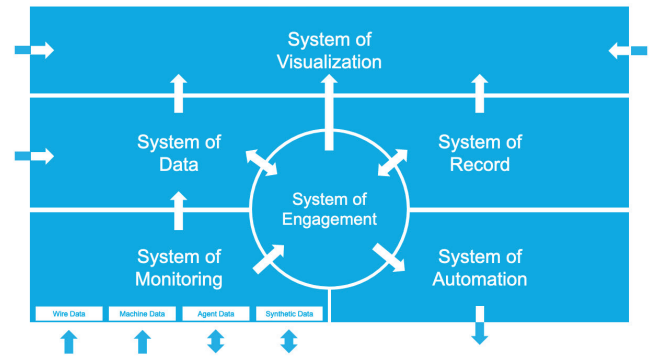 System of
Visualization
System of
Data
System of
Record
System of
Engagement
System of
Monitoring
System of
Automation
Wire Data
Machine Data
Agent Data
Synthetic Data